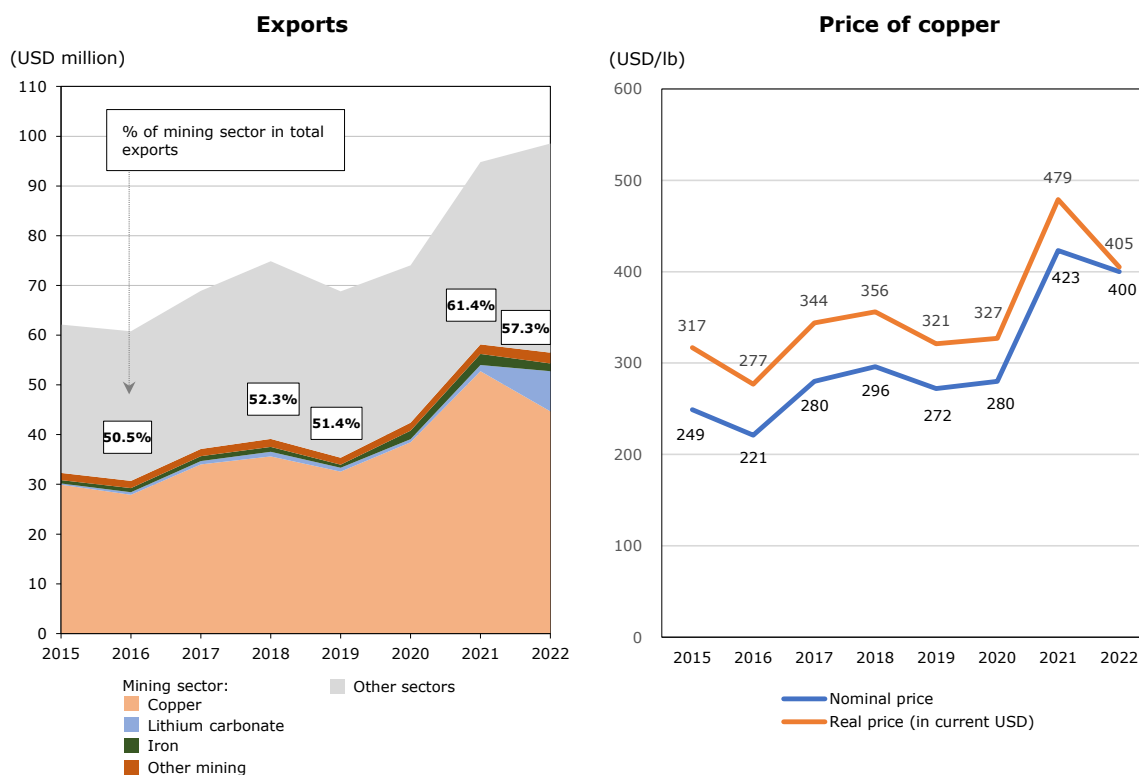 Exports
(USD million)
110
100
90
80
70
60
50
40
30
20
10
0
% of mining sector in total
exports
50.5%
52.3%
51.4%
61.4%
57.3%
2015 2016 2017 2018 2019 2020 2021 2022
Mining sector:
Copper
Lithium carbonate
Iron
Other mining
Other sectors
Price of copper
(USD/lb)
600
500
400
300
200
100
0
317
277
344
356
321
327
479
405
249
221
280
296
272
280
423
400
2015 2016 2017 2018 2019 2020 2021 2022
Nominal price
Real price (in current USD)